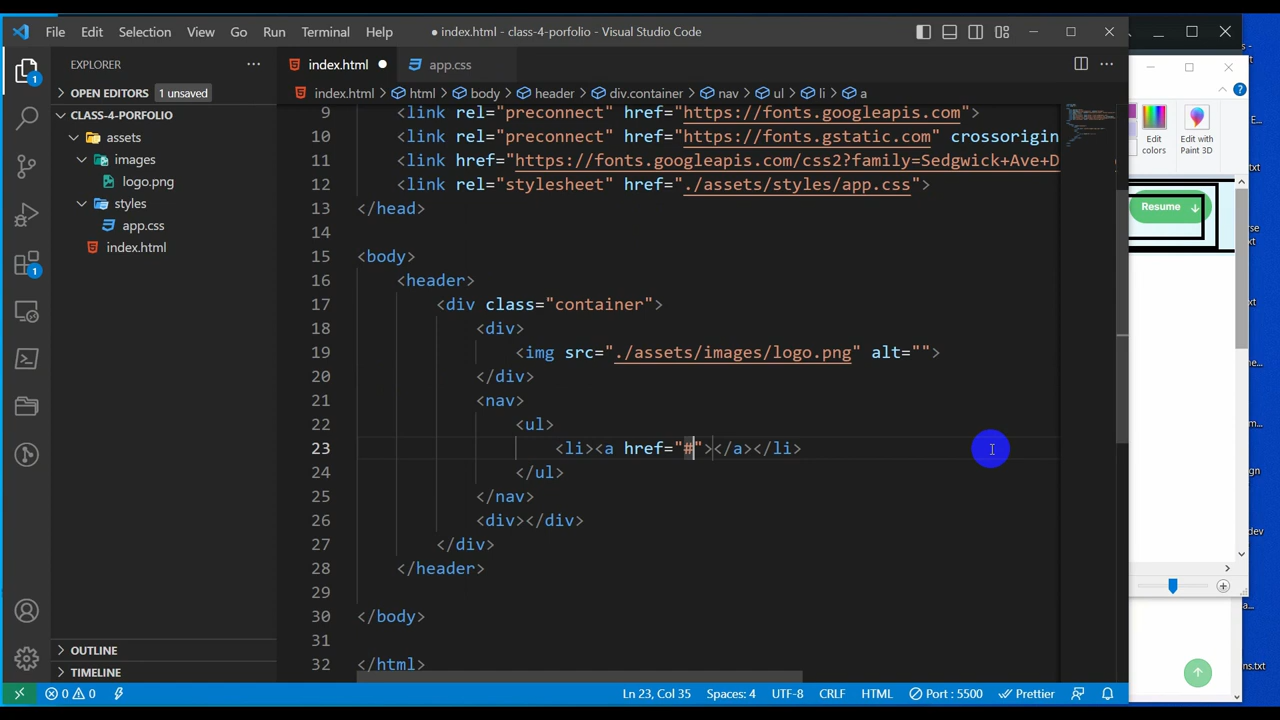 File Edit Selection View Go Run Terminal Help
● index.html - class-4-porfolio - Visual Studio Code
EXPLORER
OPEN EDITORS 1 unsaved
CLASS-4-PORFOLIO
assets
images
logo.png
styles
app.css
index.html
OUTLINE
TIMELINE
index.html ●
app.css
index.html > html > body > header > div.container > nav > ul > li > a
9 <link rel="preconnect" href="https://fonts.googleapis.com">
10 <link rel="preconnect" href="https://fonts.gstatic.com" crossorigin
11 <link href="https://fonts.googleapis.com/css2?family=Sedgwick+Ave+D
12 <link rel="stylesheet" href="./assets/styles/app.css">
13 </head>
14
15 <body>
16 <header>
17 <div class="container">
18 <div>
19 <img src="./assets/images/logo.png" alt="">
20 </div>
21 <nav>
22 <ul>
23 <li><a href="#"></a></li>
24 </ul>
25 </nav>
26 <div></div>
27 </div>
28 </header>
29
30 </body>
31
32 </html>
0 0
Ln 23, Col 35 Spaces: 4 UTF-8 CRLF HTML Port : 5500 Prettier
1
1
Edit
colors
Edit with
Paint 3D
Resume ↓